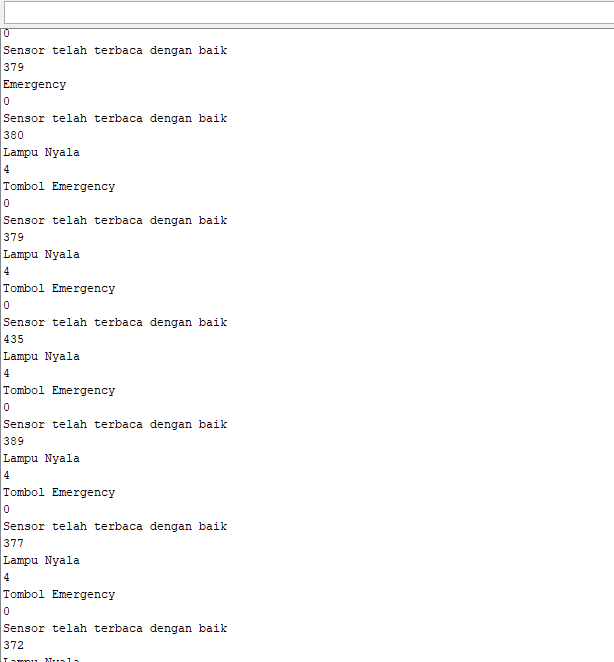 0
Sensor telah terbaca dengan baik
379
Emergency
0
Sensor telah terbaca dengan baik
380
Lampu Nyala
4
Tombol Emergency
0
Sensor telah terbaca dengan baik
379
Lampu Nyala
4
Tombol Emergency
0
Sensor telah terbaca dengan baik
435
Lampu Nyala
4
Tombol Emergency
0
Sensor telah terbaca dengan baik
389
Lampu Nyala
4
Tombol Emergency
0
Sensor telah terbaca dengan baik
377
Lampu Nyala
4
Tombol Emergency
0
Sensor telah terbaca dengan baik
372
Lampu Nyala